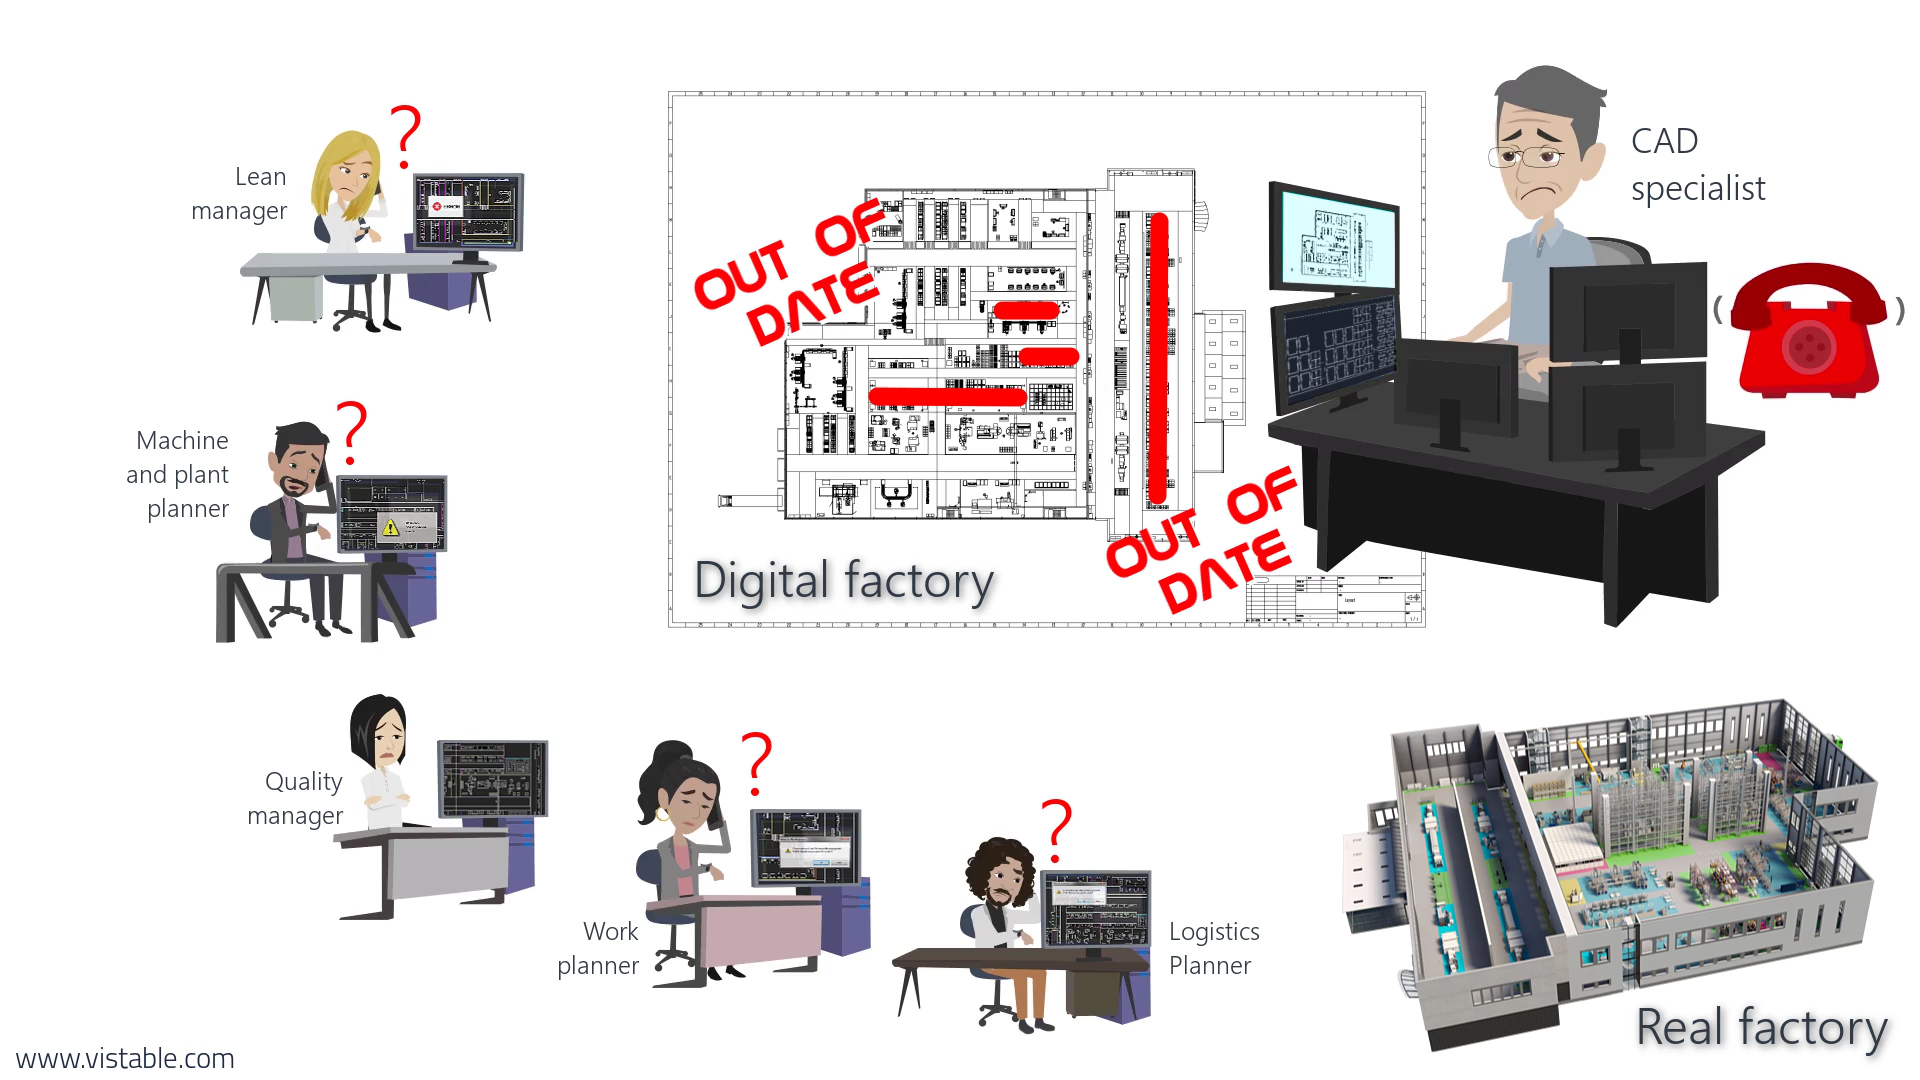 Lean
manager
?
Machine
and plant
planner
?
Quality
manager
Work
planner
?
?
Logistics
Planner
OUT OF
DATE
OUT OF
DATE
Digital factory
CAD
specialist
Real factory
www.vistable.com